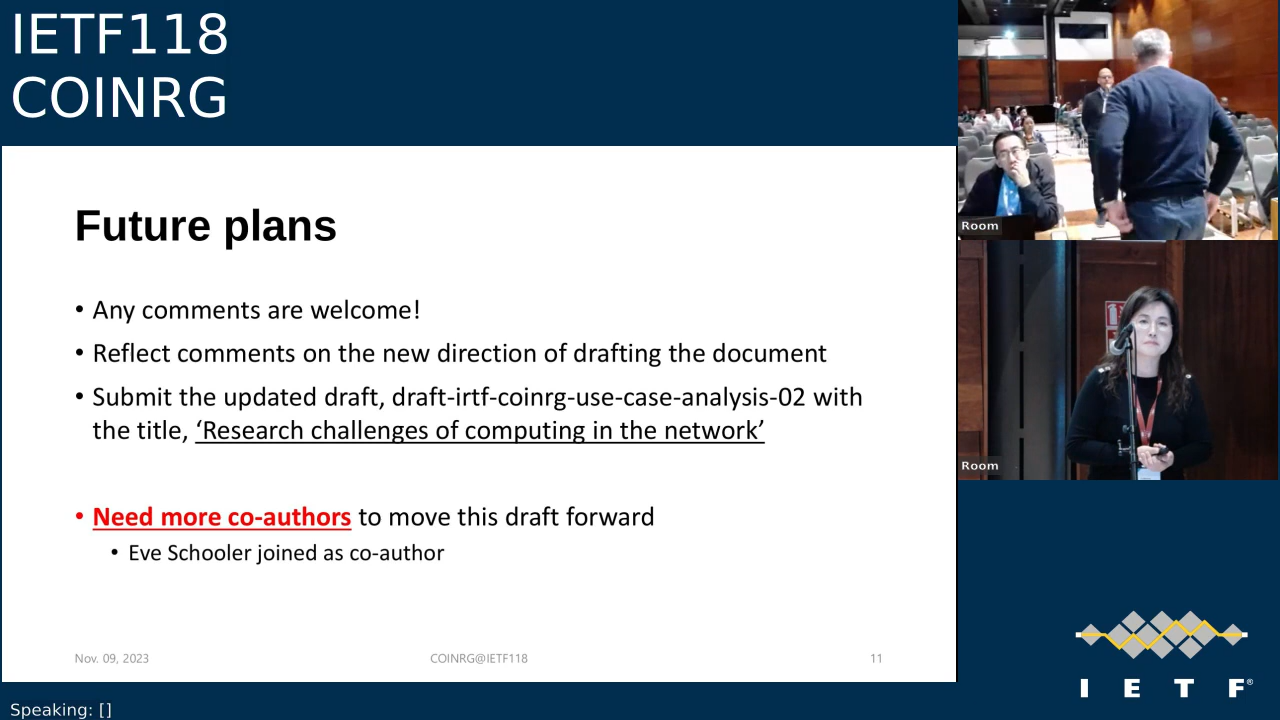 IETF118
COINRG
Future plans
• Any comments are welcome!
• Reflect comments on the new direction of drafting the document
• Submit the updated draft, draft-irtf-coinrg-use-case-analysis-02 with
the title, ‘Research challenges of computing in the network’
• Need more co-authors to move this draft forward
• Eve Schooler joined as co-author
Nov. 09, 2023
COINRG@IETF118
11
Room
Room
I E T F®
Speaking: []